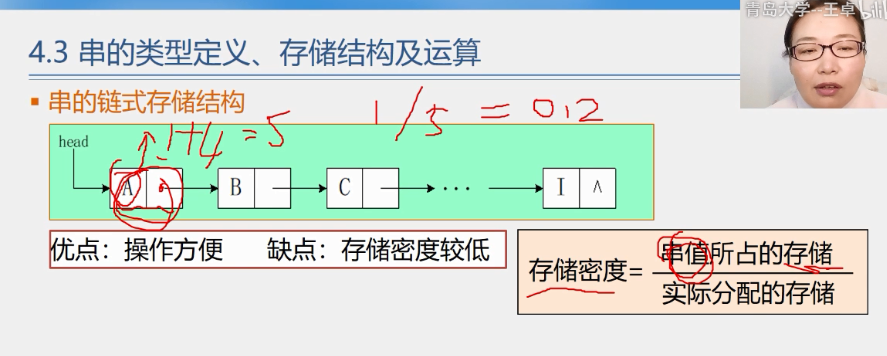 青岛大学-王卓
4.3 串的类型定义、存储结构及运算
串的链式存储结构
1/5 = 0.2
1+4=5
head
A B C … I ∧
优点：操作方便 缺点：存储密度较低
存储密度=
串值所占的存储
实际分配的存储